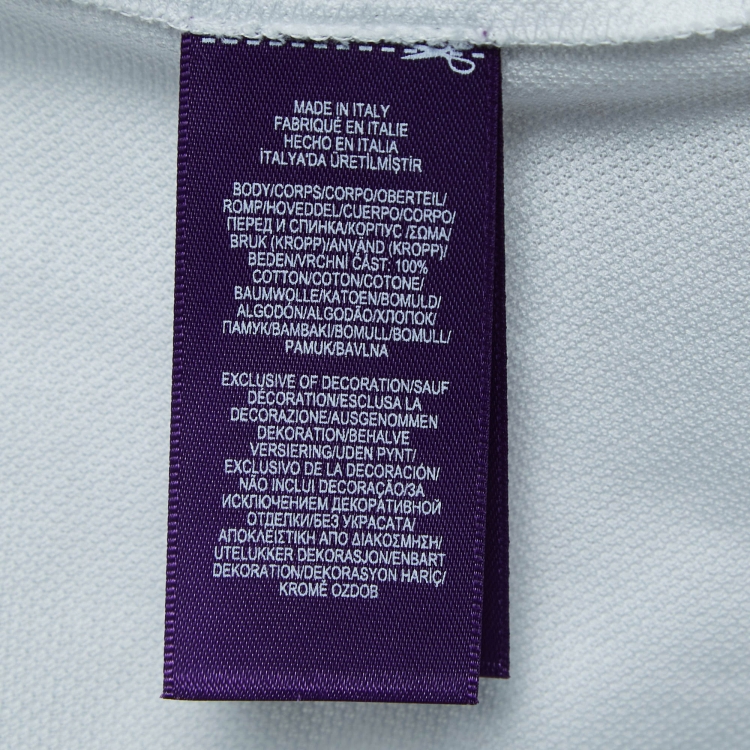 MADE IN ITALY
FABRIQUÉ EN ITALIE
HECHO EN ITALIA
İTALYA'DA ÜRETİLMİŞTİR
BODY/CORPS/CORPO/OBERTEIL/
ROMP/HOVEDDEL/CUERPO/CORPO/
ПЕРЕД И СПИНКА/КОРПУС /ΣΩΜΑ/
BRUK (KROPP)/ANVÄND (KROPP)/
BEDEN/VRCHNÍ ČÁST: 100%
COTTON/COTON/COTONE/
BAUMWOLLE/KATOEN/BOMULD/
ALGODÓN/ALGODÃO/ХЛОПОК/
ПАМУК/BAMBAKI/BOMULL/BOMULL/
PAMUK/BAVLNA
EXCLUSIVE OF DECORATION/SAUF
DÉCORATION/ESCLUSA LA
DECORAZIONE/AUSGENOMMEN
DEKORATION/BEHALVE
VERSIERING/UDEN PYNT/
EXCLUSIVO DE LA DECORACIÓN/
NÃO INCLUI DECORAÇÃO/ЗА
ИСКЛЮЧЕНИЕМ ДЕКОРАТИВНОЙ
ОТДЕЛКИ/БЕЗ УКРАСАТА/
ΑΠΟΚΛΕΙΣΤΙΚΗ ΑΠΟ ΔΙΑΚΟΣΜΗΣΗ/
UTELUKKER DEKORASJON/ENBART
DEKORATION/DEKORASYON HARİÇ/
KROMĚ OZDOB